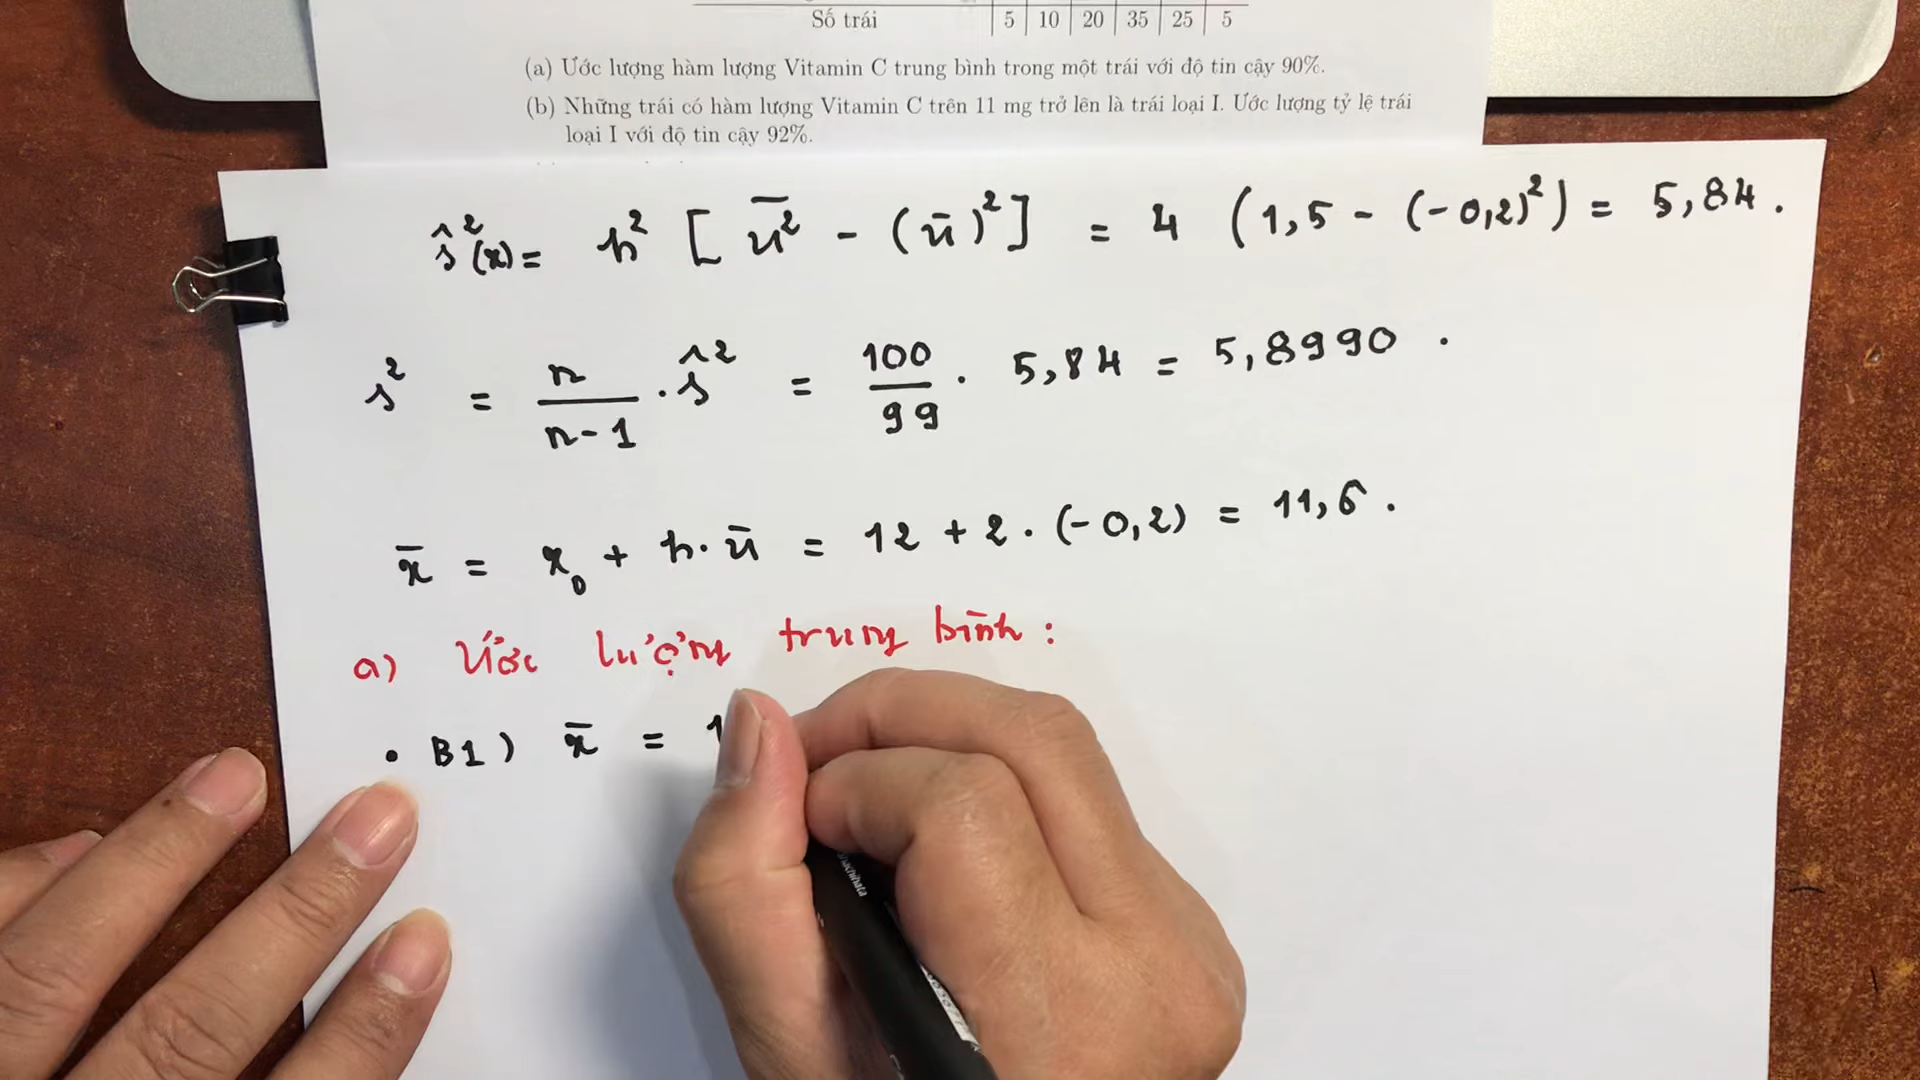 Số trái | 5 | 10 | 20 | 35 | 25 | 5
(a) Ước lượng hàm lượng Vitamin C trung bình trong một trái với độ tin cậy 90%.
(b) Những trái có hàm lượng Vitamin C trên 11 mg trở lên là trái loại I. Ước lượng tỷ lệ trái
loại I với độ tin cậy 92%.
ŝ²(x) = h² [ u̅² - (u̅)² ] = 4 (1,5 - (-0,2)²) = 5,84.
s² = n/(n-1) · ŝ² = 100/99 · 5,84 = 5,8990.
x̅ = x₀ + h·u̅ = 12 + 2·(-0,2) = 11,6.
a) Ước lượng trung bình:
• B1) x̅ = 1